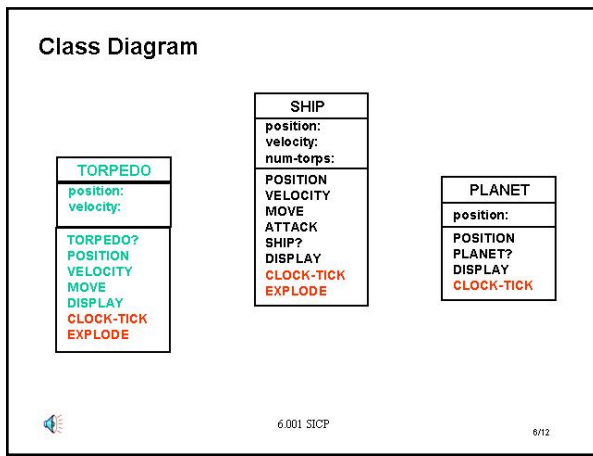 Class Diagram
TORPEDO
position:
velocity:
TORPEDO?
POSITION
VELOCITY
MOVE
DISPLAY
CLOCK-TICK
EXPLODE
SHIP
position:
velocity:
num-torps:
POSITION
VELOCITY
MOVE
ATTACK
SHIP?
DISPLAY
CLOCK-TICK
EXPLODE
PLANET
position:
POSITION
PLANET?
DISPLAY
CLOCK-TICK
6.001 SICP
6/12